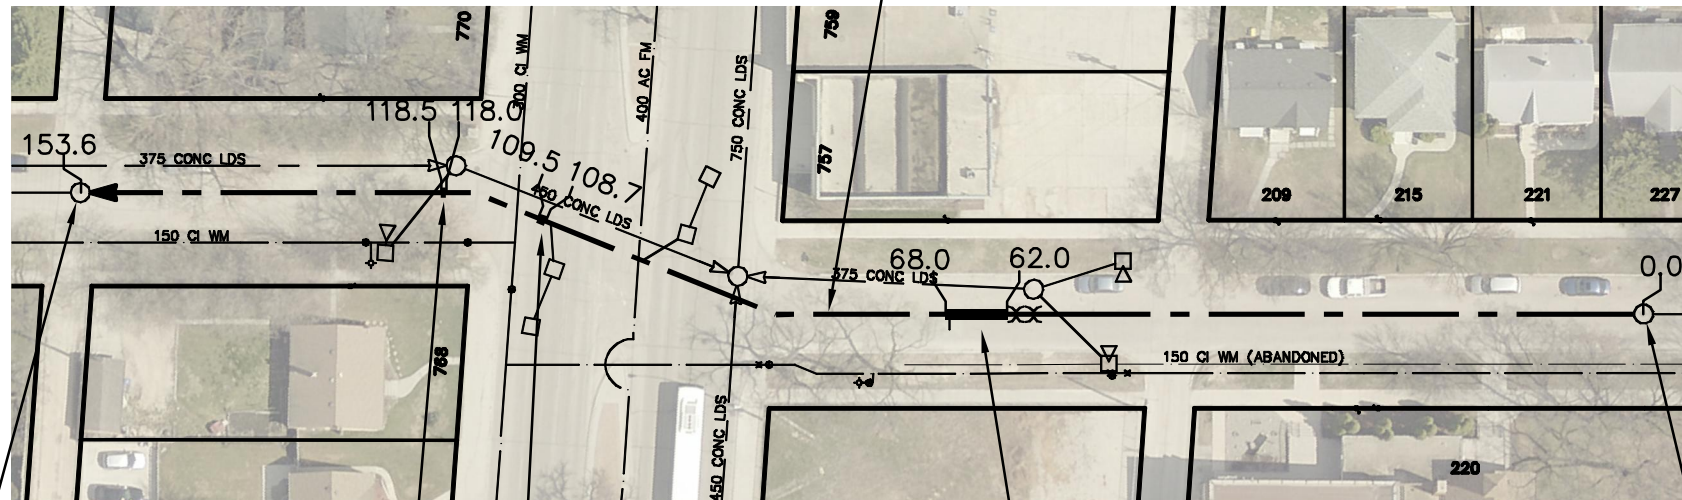 770
759
300 CI WM
400 AC FM
750 CONC LDS
118.5 118.0
153.6
375 CONC LDS
109.5 108.7
450 CONC LDS
757
209
215
221
227
150 CI WM
68.0
62.0
0.0
375 CONC LDS
768
150 CI WM (ABANDONED)
450 CONC LDS
220